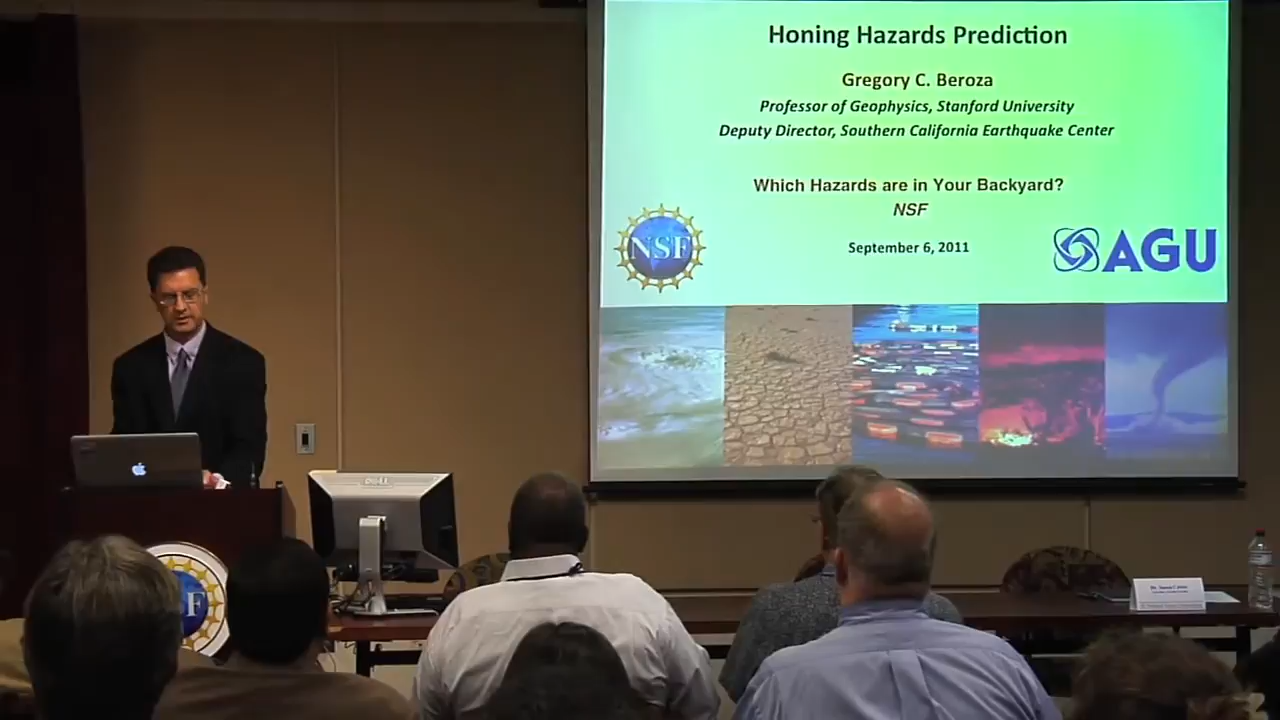 Honing Hazards Prediction
Gregory C. Beroza
Professor of Geophysics, Stanford University
Deputy Director, Southern California Earthquake Center
Which Hazards are in Your Backyard?
NSF
September 6, 2011
NSF
AGU
DELL
F